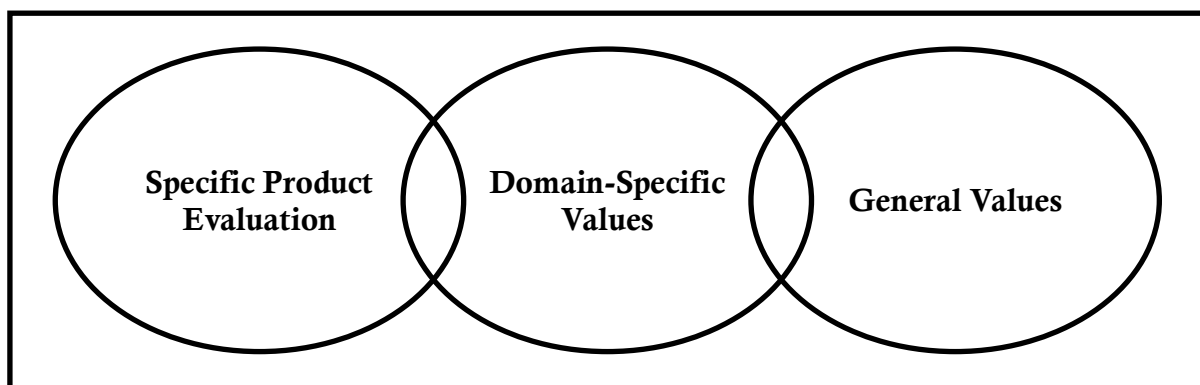 Specific Product
Evaluation
Domain-Specific
Values
General Values